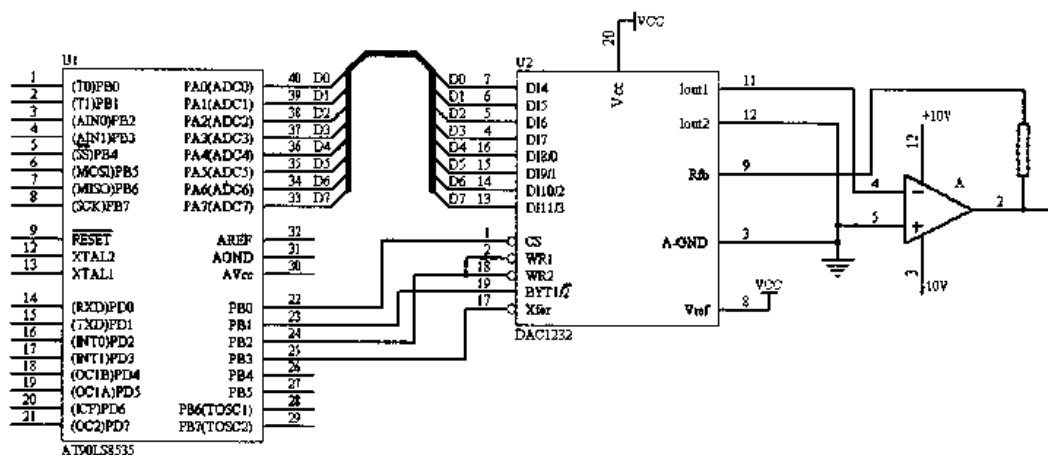 U1
1 (T0)PB0 PA0(ADC0) 40 D0
2 (T1)PB1 PA1(ADC1) 39 D1
3 (AIN0)PB2 PA2(ADC2) 38 D2
4 (AIN1)PB3 PA3(ADC3) 37 D3
5 (SS)PB4 PA4(ADC4) 36 D4
6 (MOSI)PB5 PA5(ADC5) 35 D5
7 (MISO)PB6 PA6(ADC6) 34 D6
8 (SCK)PB7 PA7(ADC7) 33 D7
9 RESET AREF 32
12 XTAL2 AGND 31
13 XTAL1 AVcc 30
14 (RXD)PD0 PB0 22
15 (TXD)PD1 PB1 23
16 (INT0)PD2 PB2 24
17 (INT1)PD3 PB3 25
18 (OC1B)PD4 PB4 26
19 (OC1A)PD5 PB5 27
20 (ICP)PD6 PB6(TOSC1) 28
21 (OC2)PD7 PB7(TOSC2) 29
AT90LS8535
U2
VCC
20
Vcc
D0 7 DI4
D1 6 DI5
D2 5 DI6
D3 4 DI7
D4 16 DI8/0
D5 15 DI9/1
D6 14 DI10/2
D7 13 DI11/3
1 CS
2 WR1
18 WR2
19 BYT1/2
17 Xfer
DAC1232
Iout1 11
Iout2 12
Rfb 9
A-GND 3
Vref 8
VCC
+10V
12
4 − A
5 +
2
3
-10V